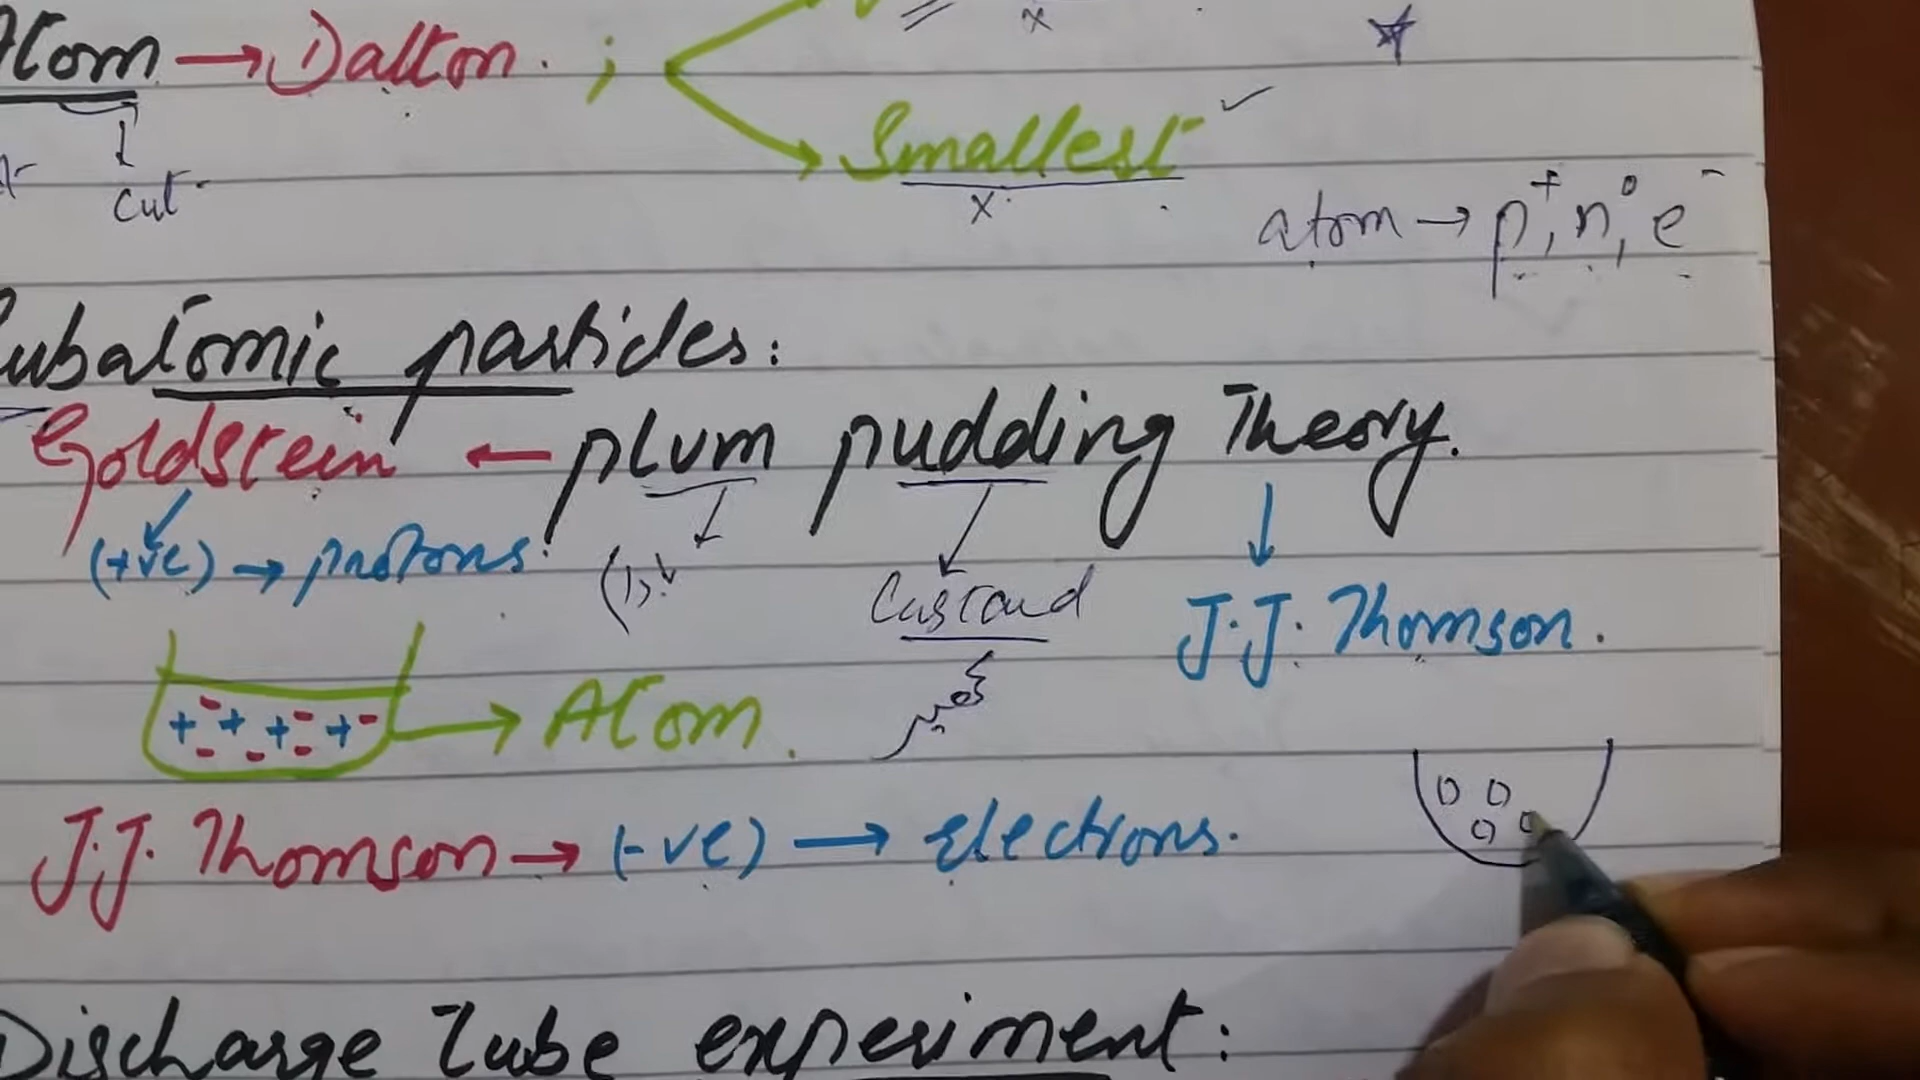 Atom → Dalton. ;
Smallest ✓
x
Cut
x
atom → p⁺, n⁰, e⁻
Subatomic particles:
Goldstein ← plum pudding Theory.
(+ve) → protons.
Custard
J.J. Thomson.
کھیر
+ - + + - + -
- - -
→ Atom.
J.J. Thomson → (-ve) → Electrons.
Discharge Tube experiment: